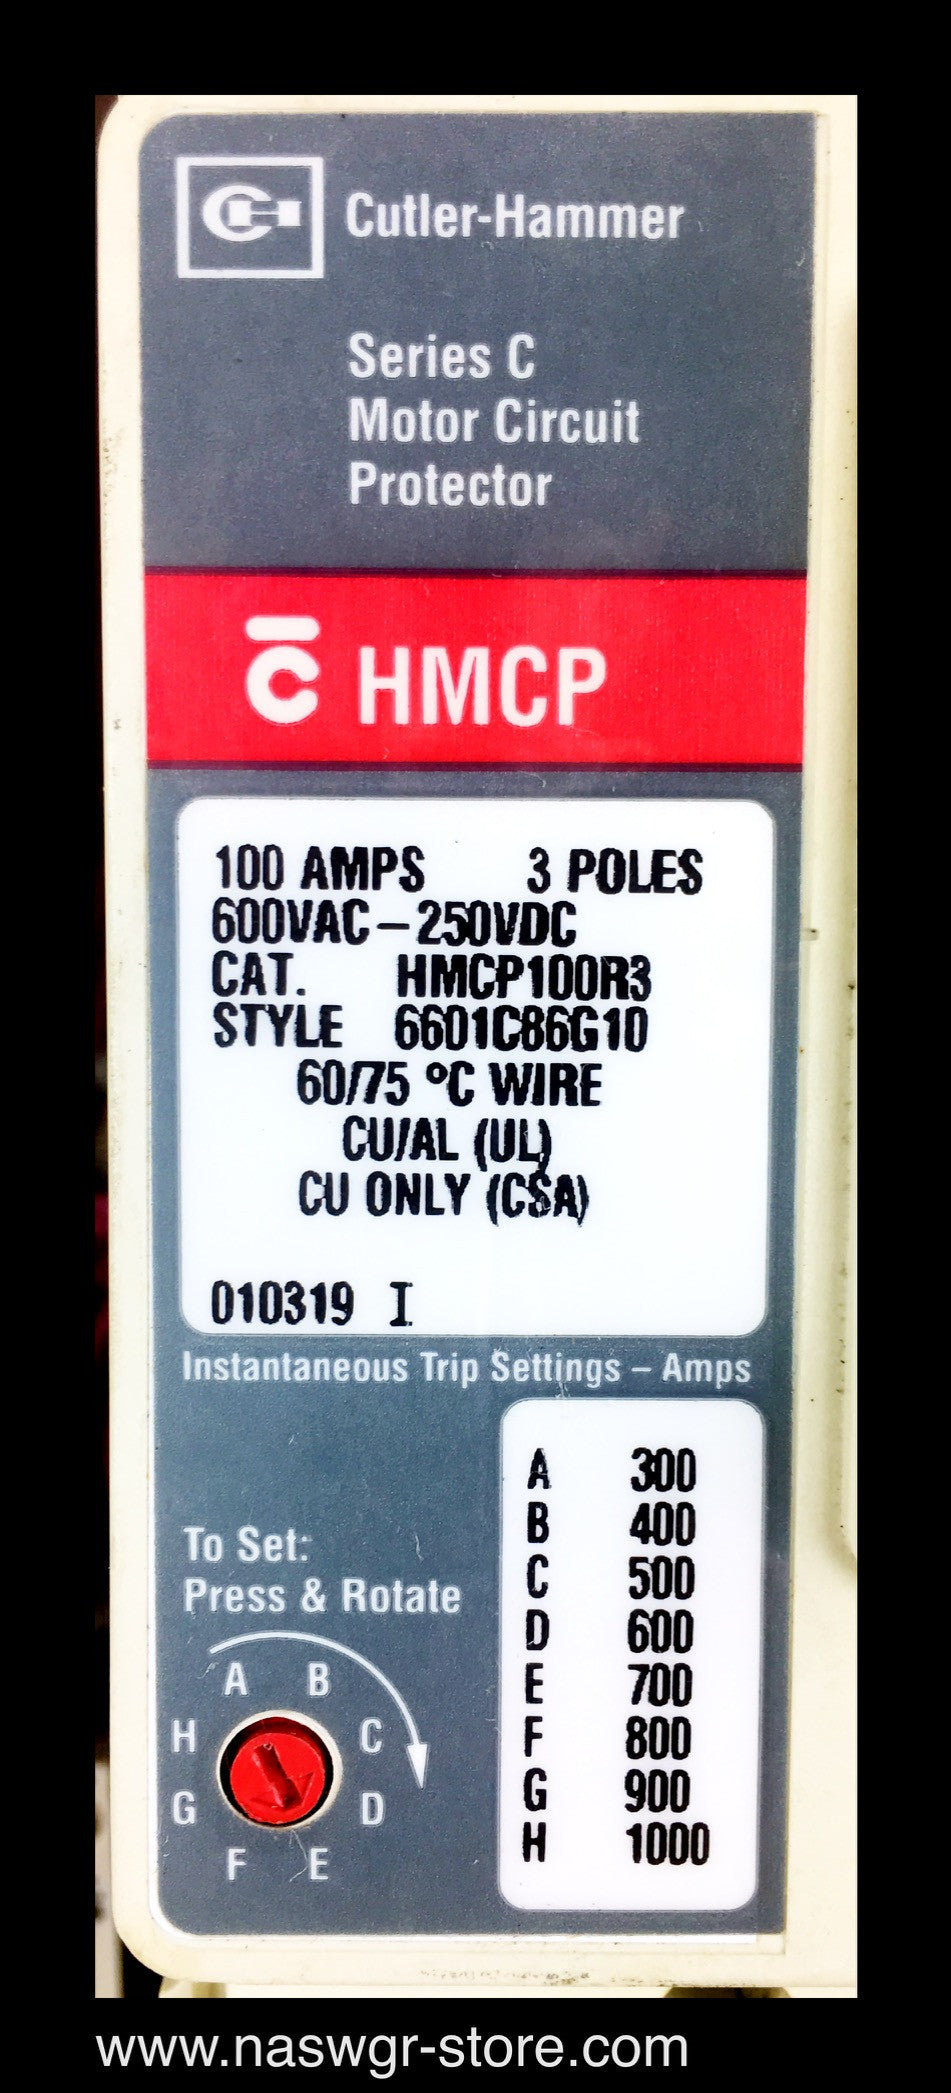 Cutler-Hammer
Series C
Motor Circuit
Protector
C HMCP
100 AMPS 3 POLES
600VAC-250VDC
CAT. HMCP100R3
STYLE 6601C86G10
60/75 °C WIRE
CU/AL (UL)
CU ONLY (CSA)
010319 I
Instantaneous Trip Settings – Amps
A 300
B 400
C 500
D 600
E 700
F 800
G 900
H 1000
To Set:
Press & Rotate
A B
H C
G D
F E
www.naswgr-store.com